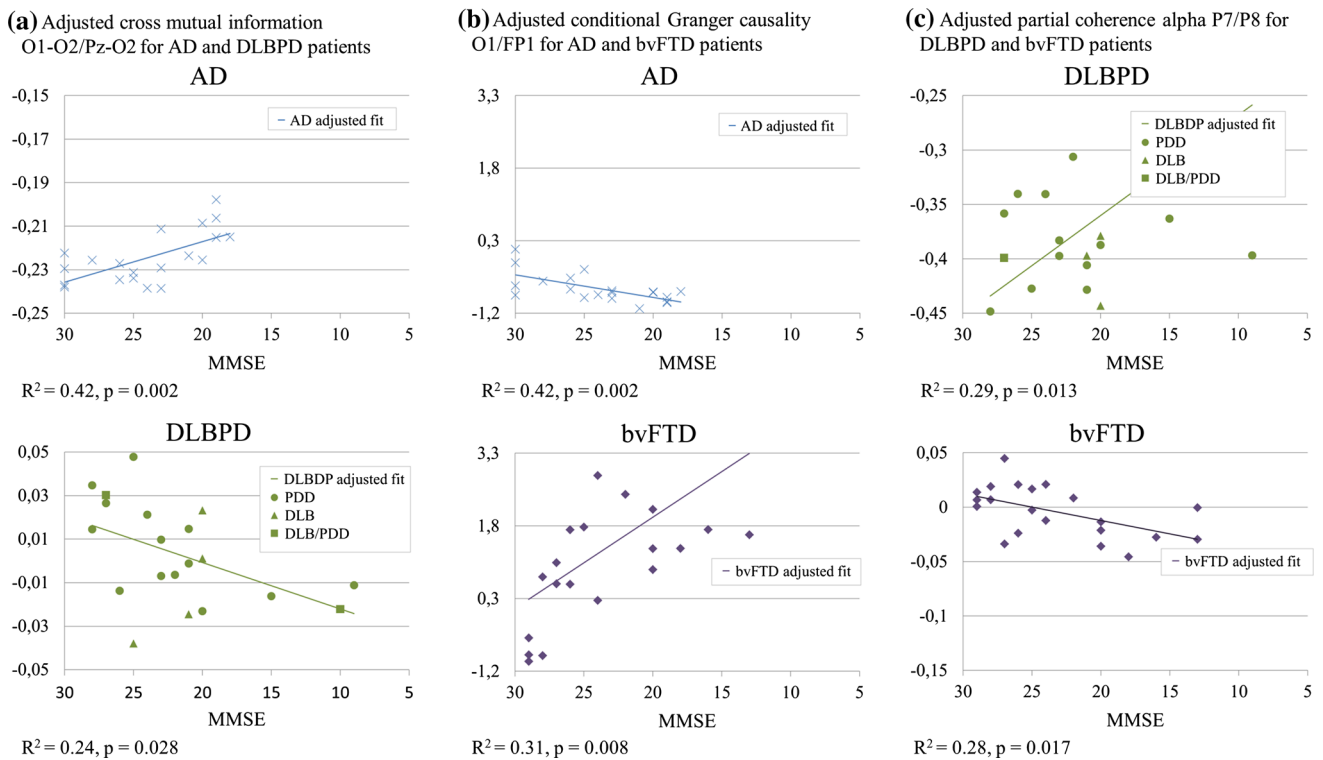 (a) Adjusted cross mutual information
O1-O2/Pz-O2 for AD and DLBPD patients
AD
-0,15
-0,17
-0,19
-0,21
-0,23
-0,25
AD adjusted fit
30 25 20 15 10 5
MMSE
R² = 0.42, p = 0.002
DLBPD
0,05
0,03
0,01
-0,01
-0,03
-0,05
DLBDP adjusted fit
PDD
DLB
DLB/PDD
30 25 20 15 10 5
MMSE
R² = 0.24, p = 0.028
(b) Adjusted conditional Granger causality
O1/FP1 for AD and bvFTD patients
AD
3,3
1,8
0,3
-1,2
AD adjusted fit
30 25 20 15 10 5
MMSE
R² = 0.42, p = 0.002
bvFTD
3,3
1,8
0,3
-1,2
bvFTD adjusted fit
30 25 20 15 10 5
MMSE
R² = 0.31, p = 0.008
(c) Adjusted partial coherence alpha P7/P8 for
DLBPD and bvFTD patients
DLBPD
-0,25
-0,3
-0,35
-0,4
-0,45
DLBDP adjusted fit
PDD
DLB
DLB/PDD
30 25 20 15 10 5
MMSE
R² = 0.29, p = 0.013
bvFTD
0,05
0
-0,05
-0,1
-0,15
bvFTD adjusted fit
30 25 20 15 10 5
MMSE
R² = 0.28, p = 0.017